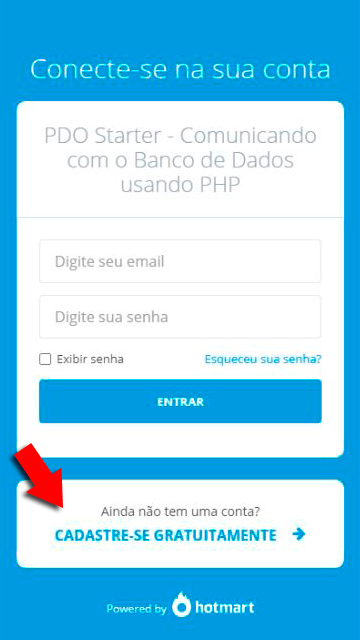 Conecte-se na sua conta
PDO Starter - Comunicando
com o Banco de Dados
usando PHP
Digite seu email
Digite sua senha
Exibir senha
Esqueceu sua senha?
ENTRAR
Ainda não tem uma conta?
CADASTRE-SE GRATUITAMENTE
Powered by hotmart